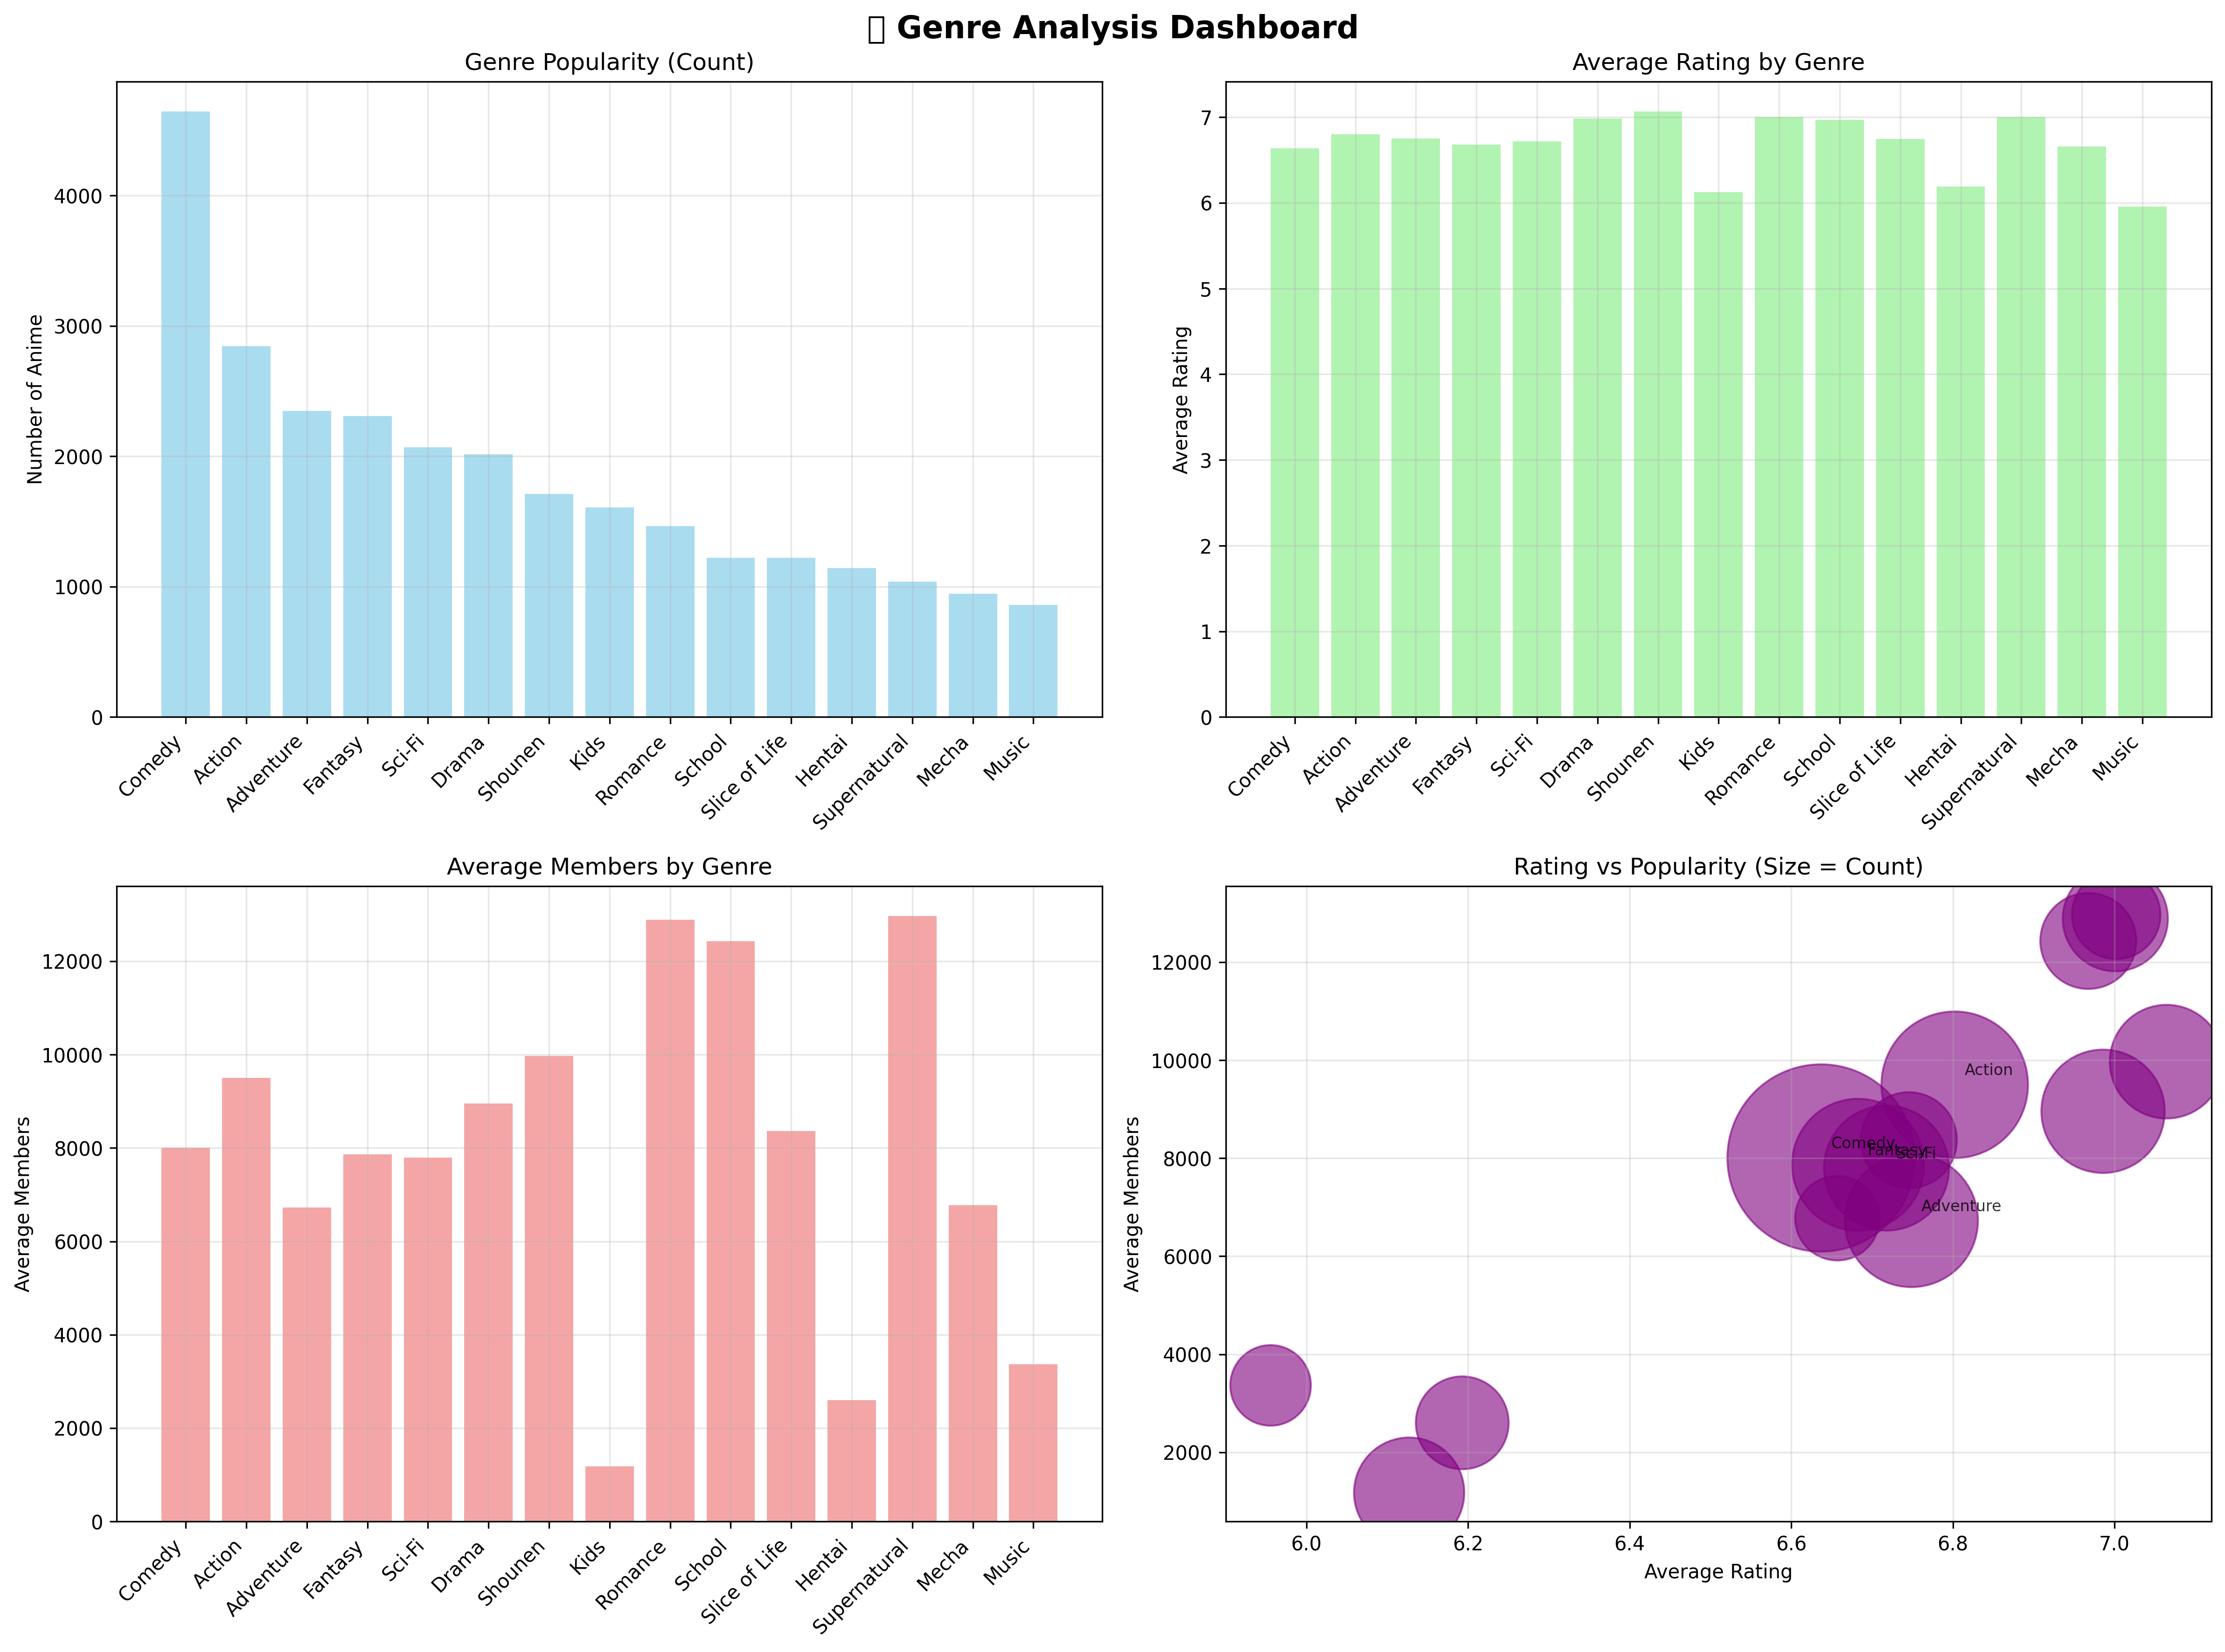 Genre Analysis Dashboard
Genre Popularity (Count)
Number of Anime
4000
3000
2000
1000
0
Comedy
Action
Adventure
Fantasy
Sci-Fi
Drama
Shounen
Kids
Romance
School
Slice of Life
Hentai
Supernatural
Mecha
Music
Average Rating by Genre
Average Rating
7
6
5
4
3
2
1
0
Comedy
Action
Adventure
Fantasy
Sci-Fi
Drama
Shounen
Kids
Romance
School
Slice of Life
Hentai
Supernatural
Mecha
Music
Average Members by Genre
Average Members
12000
10000
8000
6000
4000
2000
0
Comedy
Action
Adventure
Fantasy
Sci-Fi
Drama
Shounen
Kids
Romance
School
Slice of Life
Hentai
Supernatural
Mecha
Music
Rating vs Popularity (Size = Count)
Average Members
12000
10000
8000
6000
4000
2000
Action
Comedy
Fantasy
Sci-Fi
Adventure
6.0
6.2
6.4
6.6
6.8
7.0
Average Rating